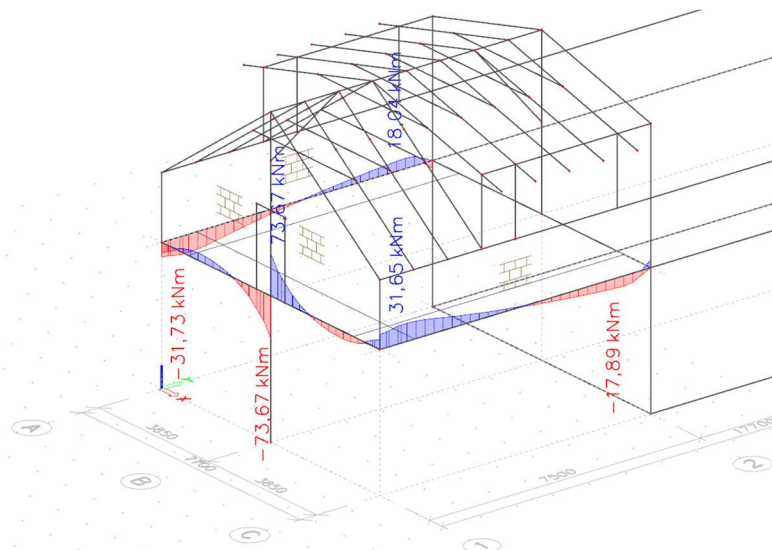 18,04 kNm
73,67 kNm
31,65 kNm
-31,73 kNm
-17,89 kNm
-73,67 kNm
Y
X
A
B
C
3850
7700
3850
7500
17700
1
2